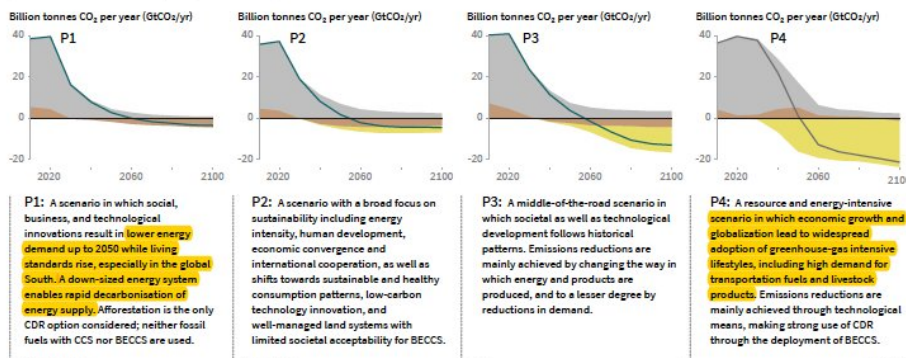 Billion tonnes CO₂ per year (GtCO₂/yr)
40
P1
20
0
-20
2020
2060
2100
Billion tonnes CO₂ per year (GtCO₂/yr)
40
P2
20
0
-20
2020
2060
2100
Billion tonnes CO₂ per year (GtCO₂/yr)
40
P3
20
0
-20
2020
2060
2100
Billion tonnes CO₂ per year (GtCO₂/yr)
40
P4
20
0
-20
2020
2060
2100
P1: A scenario in which social,
business, and technological
innovations result in lower energy
demand up to 2050 while living
standards rise, especially in the global
South. A down-sized energy system
enables rapid decarbonisation of
energy supply. Afforestation is the only
CDR option considered; neither fossil
fuels with CCS nor BECCS are used.
P2: A scenario with a broad focus on
sustainability including energy
intensity, human development,
economic convergence and
international cooperation, as well as
shifts towards sustainable and healthy
consumption patterns, low-carbon
technology innovation, and
well-managed land systems with
limited societal acceptability for BECCS.
P3: A middle-of-the-road scenario in
which societal as well as technological
development follows historical
patterns. Emissions reductions are
mainly achieved by changing the way in
which energy and products are
produced, and to a lesser degree by
reductions in demand.
P4: A resource and energy-intensive
scenario in which economic growth and
globalization lead to widespread
adoption of greenhouse-gas intensive
lifestyles, including high demand for
transportation fuels and livestock
products. Emissions reductions are
mainly achieved through technological
means, making strong use of CDR
through the deployment of BECCS.